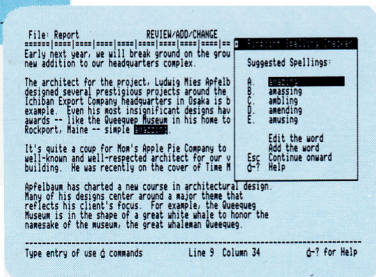 File: Report REVIEW/ADD/CHANGE
Early next year, we will break ground on the grou
new addition to our headquarters complex.
The architect for the project, Ludwig Mies Apfelb
designed several prestigious projects around the
Ichiban Export Company headquarters in Osaka is b
example. Even his most insignificant designs hav
awards -- like the Queequeg Museum in his home to
Rockport, Maine -- simple
It's quite a coup for Mom's Apple Pie Company to
well-known and well-respected architect for our v
building. He was recently on the cover of Time M
Apfelbaum has charted a new course in architectural design.
Many of his designs center around a major theme that
reflects his client's focus. For example, the Queequeg
Museum is in the shape of a great white whale to honor the
namesake of the museum, the great whaleman Queequeg.
Spelling Checker
Suggested Spellings:
A. amazing
B. amassing
C. ambling
D. amending
E. amusing
Edit the word
Add the word
Esc Continue onward
-? Help
Type entry or use commands Line 9 Column 34 -? for Help